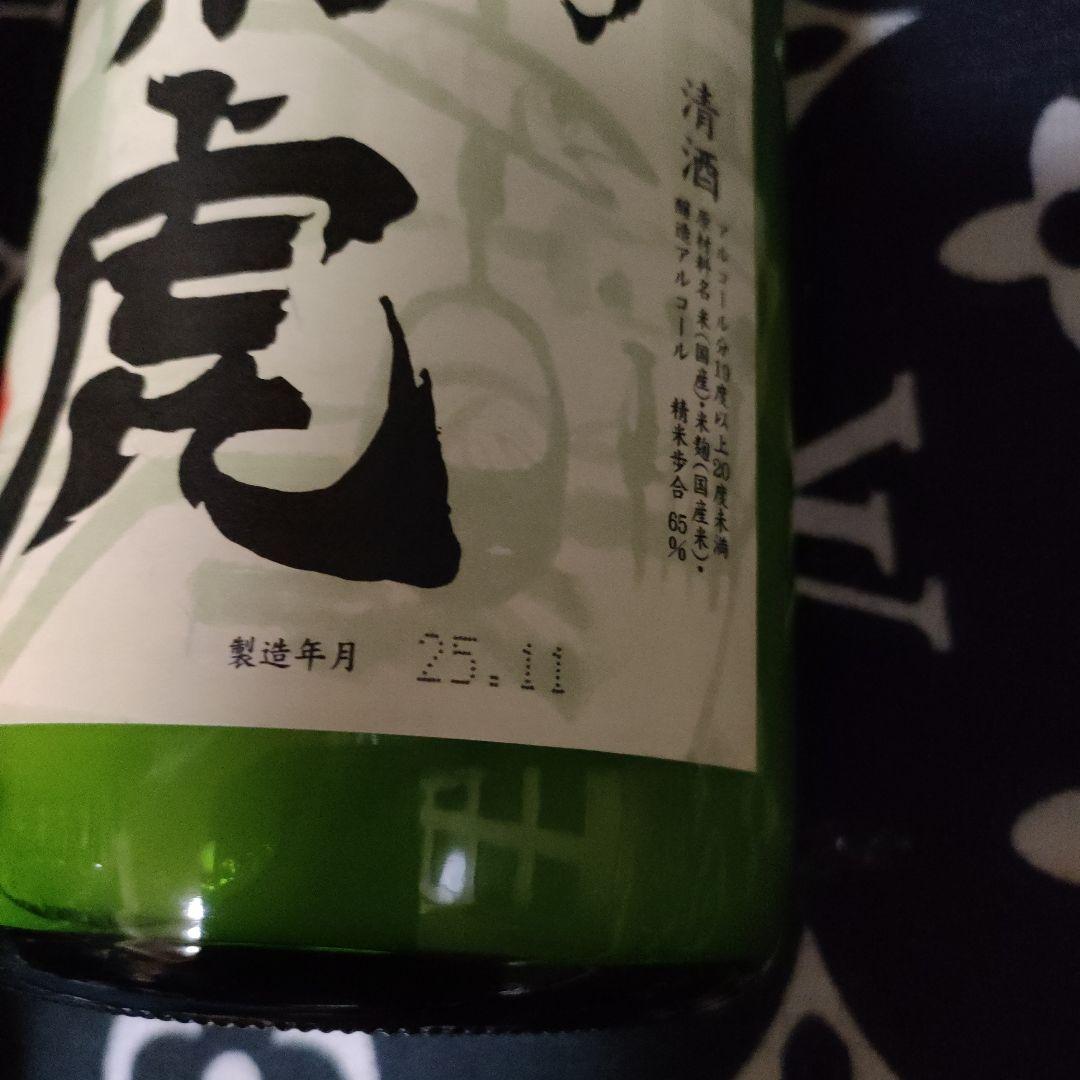 虎
清酒
アルコール分19度以上20度未満
原材料名 米(国産)・米麹(国産米)・
醸造アルコール 精米歩合 65%
製造年月 25.11